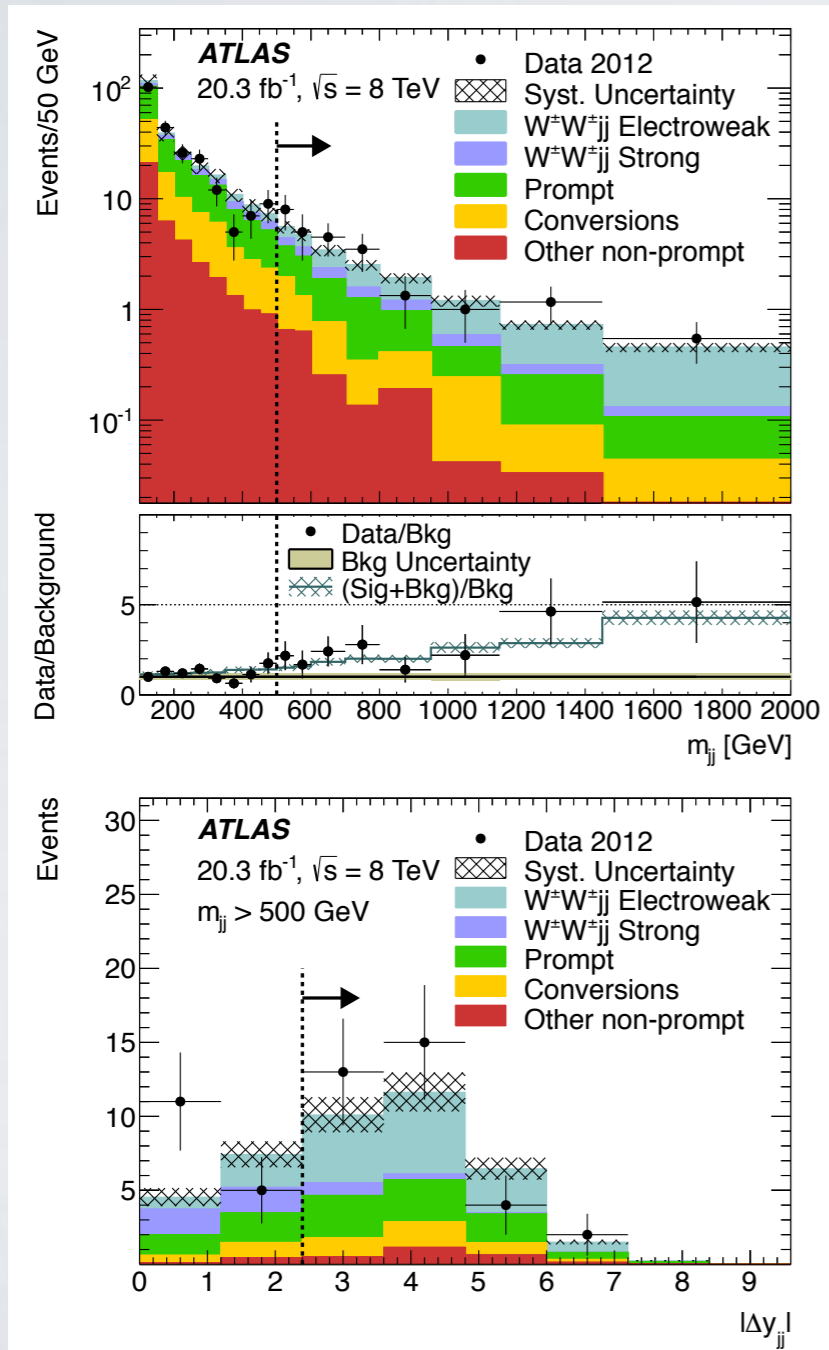 ATLAS
20.3 fb⁻¹, √s = 8 TeV
Data 2012
Syst. Uncertainty
W±W±jj Electroweak
W±W±jj Strong
Prompt
Conversions
Other non-prompt
Events/50 GeV
10²
10
1
10⁻¹
Data/Bkg
Bkg Uncertainty
(Sig+Bkg)/Bkg
Data/Background
5
0
200 400 600 800 1000 1200 1400 1600 1800 2000
m_jj [GeV]
ATLAS
20.3 fb⁻¹, √s = 8 TeV
m_jj > 500 GeV
Data 2012
Syst. Uncertainty
W±W±jj Electroweak
W±W±jj Strong
Prompt
Conversions
Other non-prompt
Events
30
25
20
15
10
5
0 1 2 3 4 5 6 7 8 9
|Δy_jj|